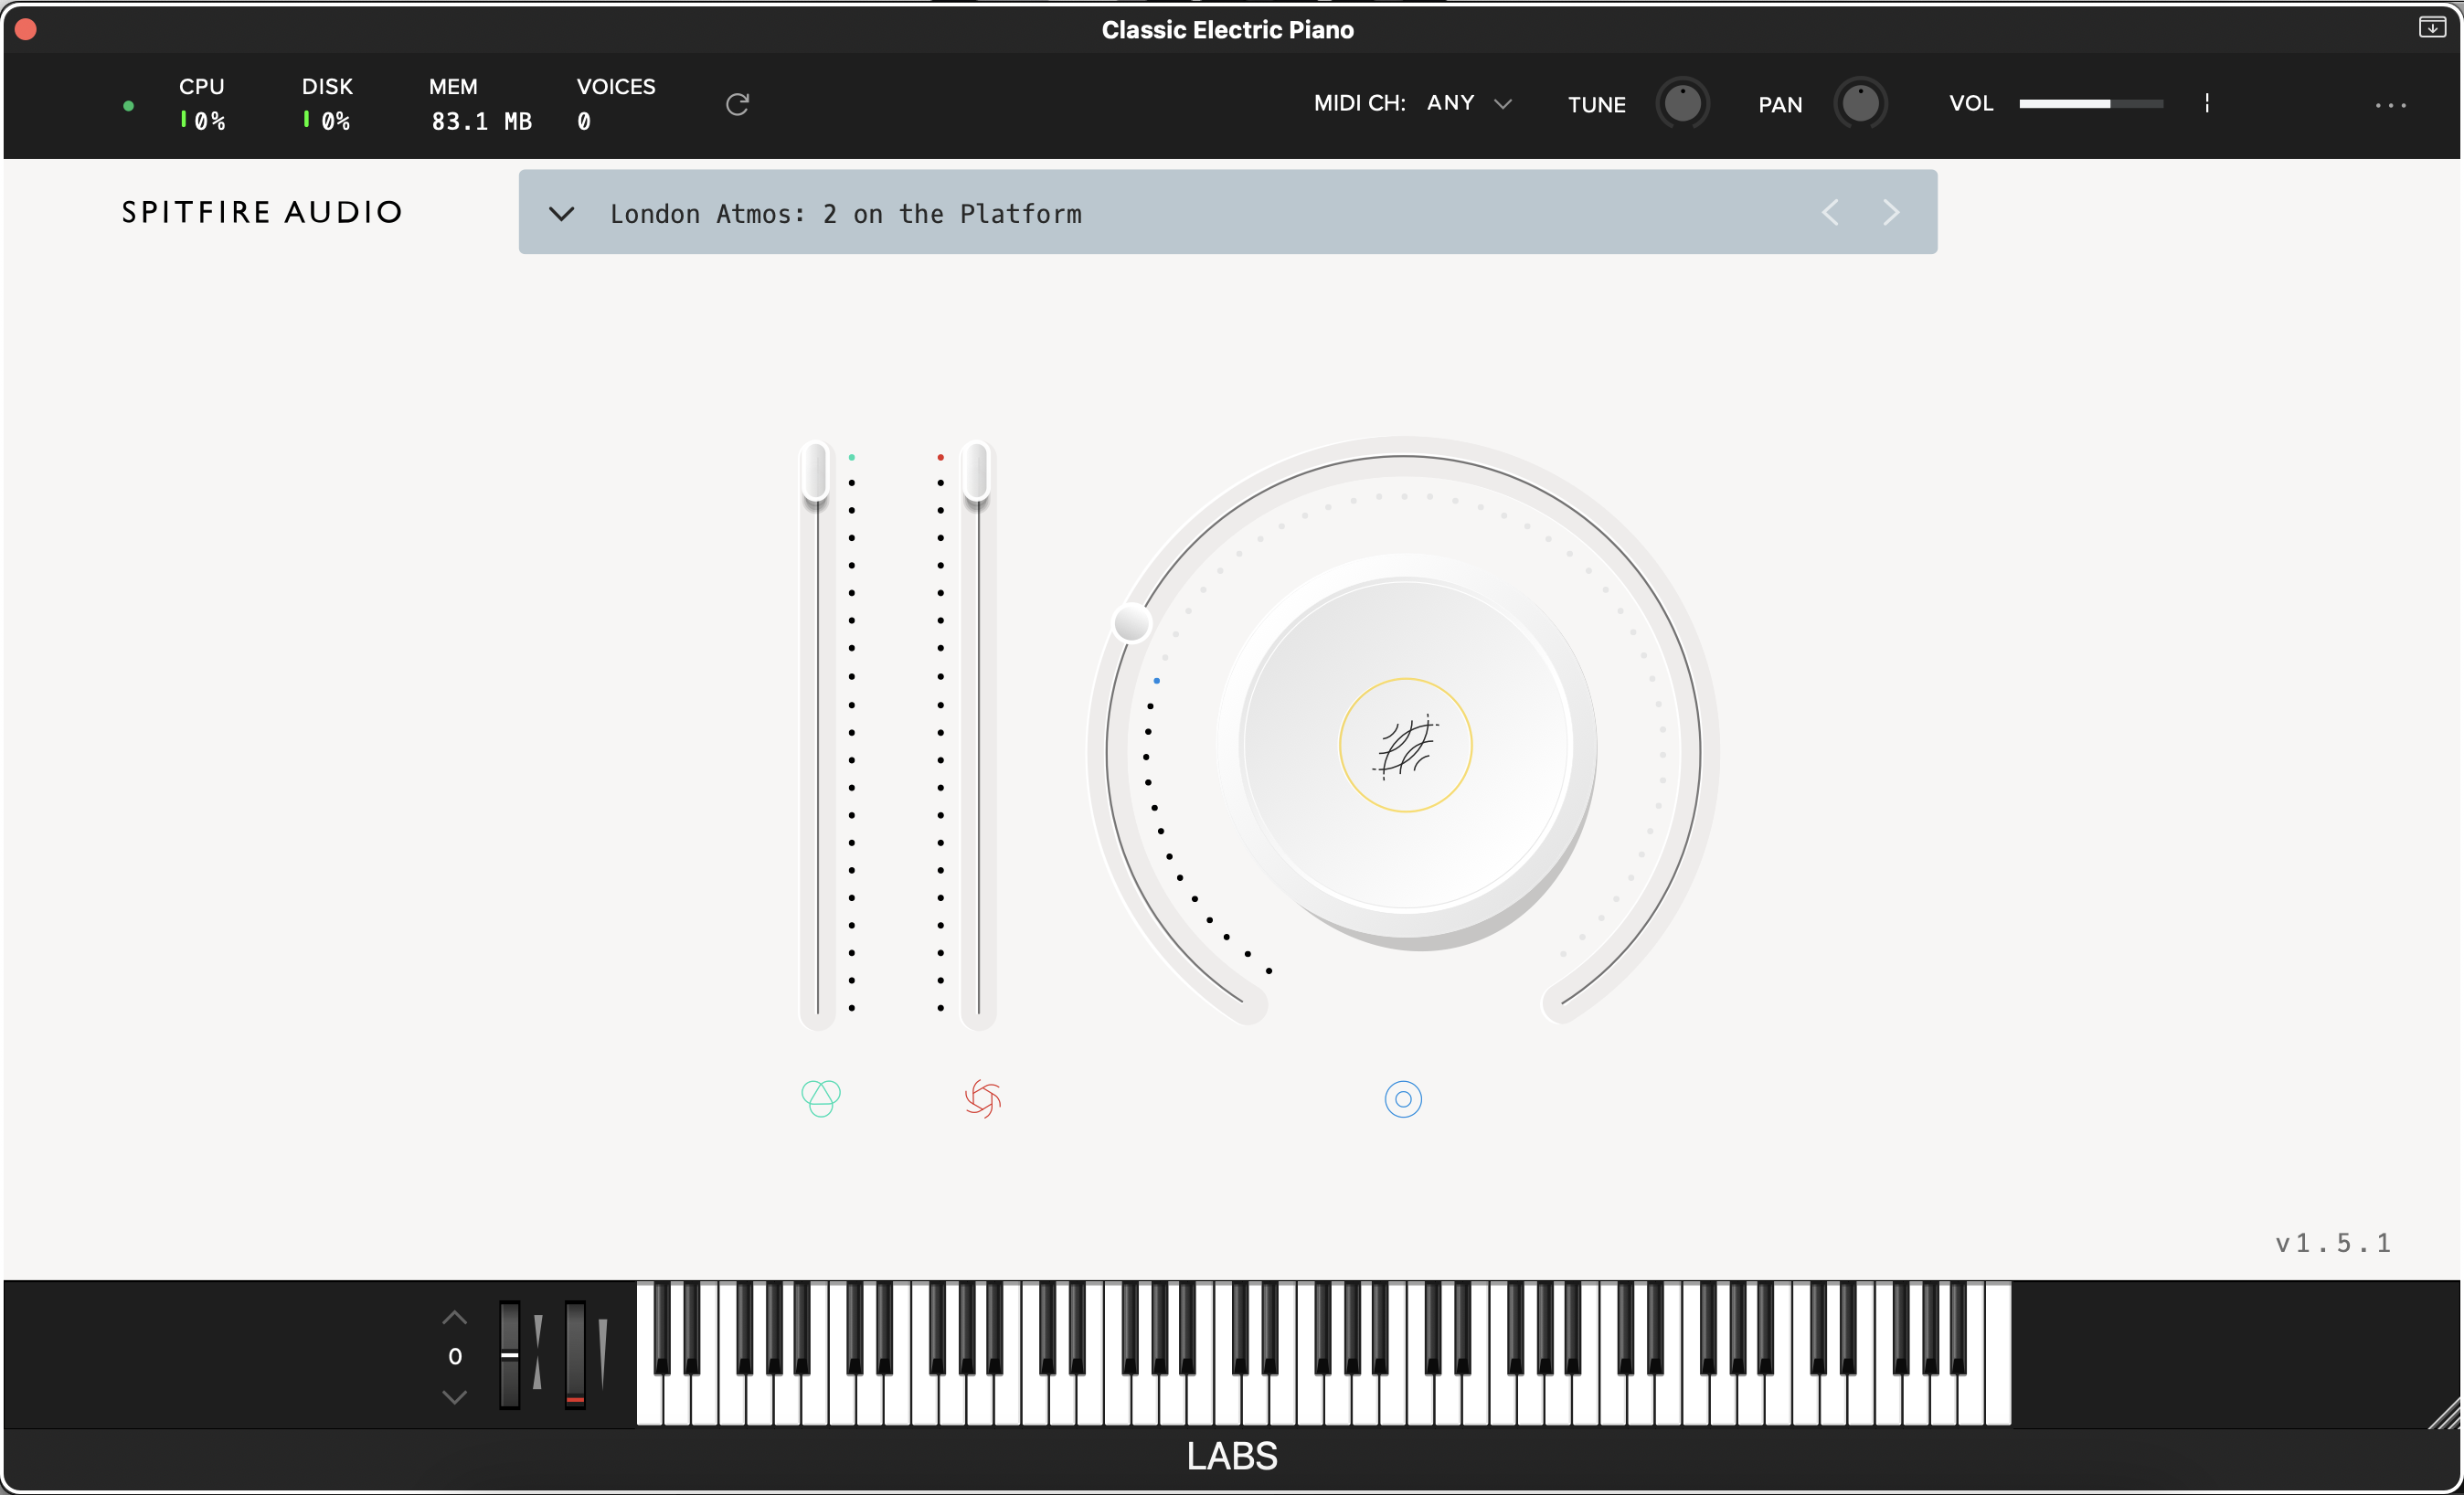 Classic Electric Piano
CPU DISK MEM VOICES
0% 0% 83.1 MB 0
MIDI CH: ANY TUNE PAN VOL
SPITFIRE AUDIO
London Atmos: 2 on the Platform
v1.5.1
0
LABS